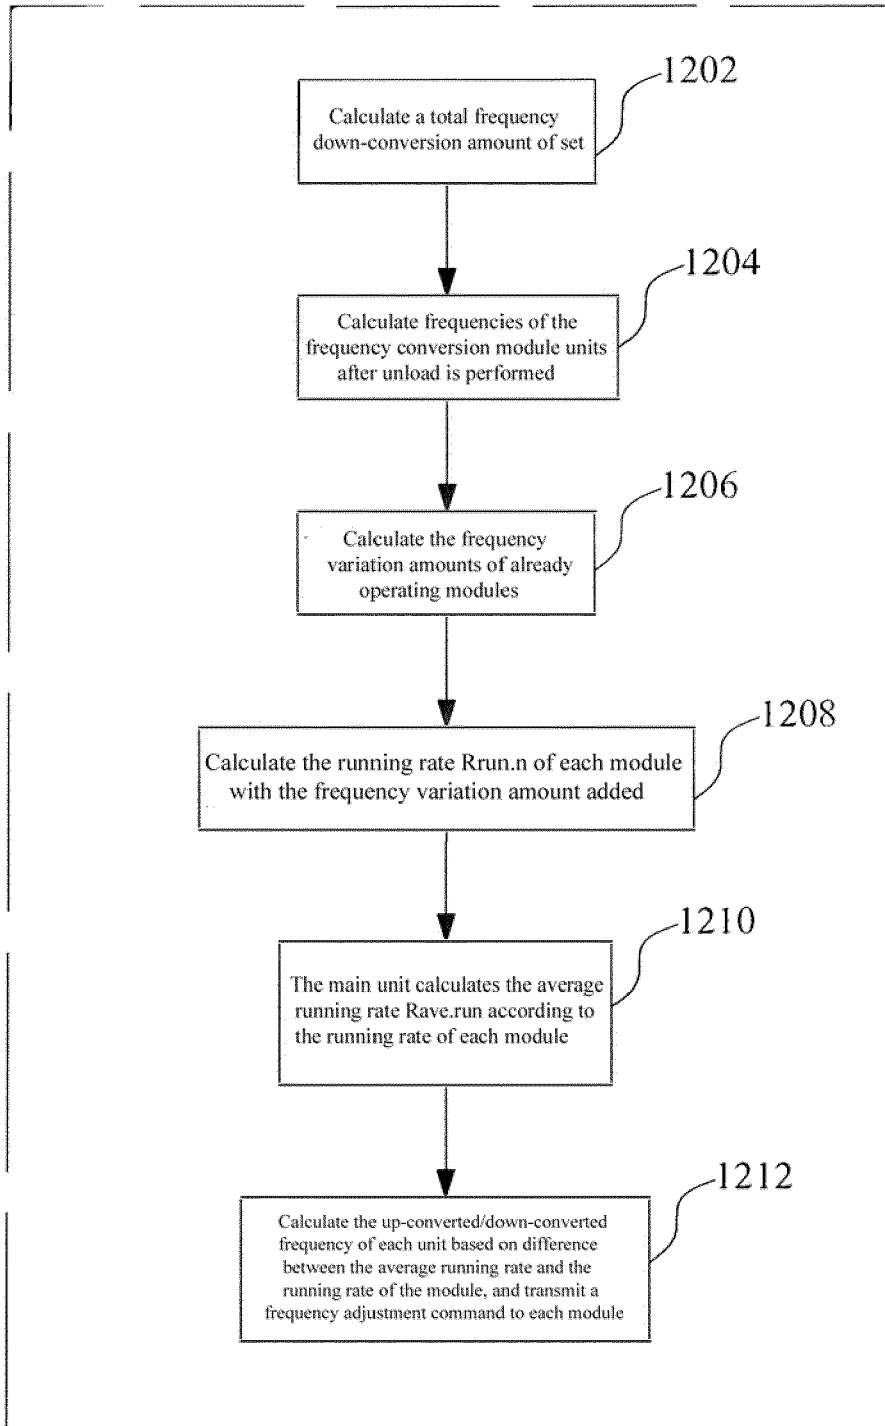 1202
Calculate a total frequency
down-conversion amount of set
1204
Calculate frequencies of the
frequency conversion module units
after unload is performed
1206
Calculate the frequency
variation amounts of already
operating modules
1208
Calculate the running rate Rrun.n of each module
with the frequency variation amount added
1210
The main unit calculates the average
running rate Rave.run according to
the running rate of each module
1212
Calculate the up-converted/down-converted
frequency of each unit based on difference
between the average running rate and the
running rate of the module, and transmit a
frequency adjustment command to each module